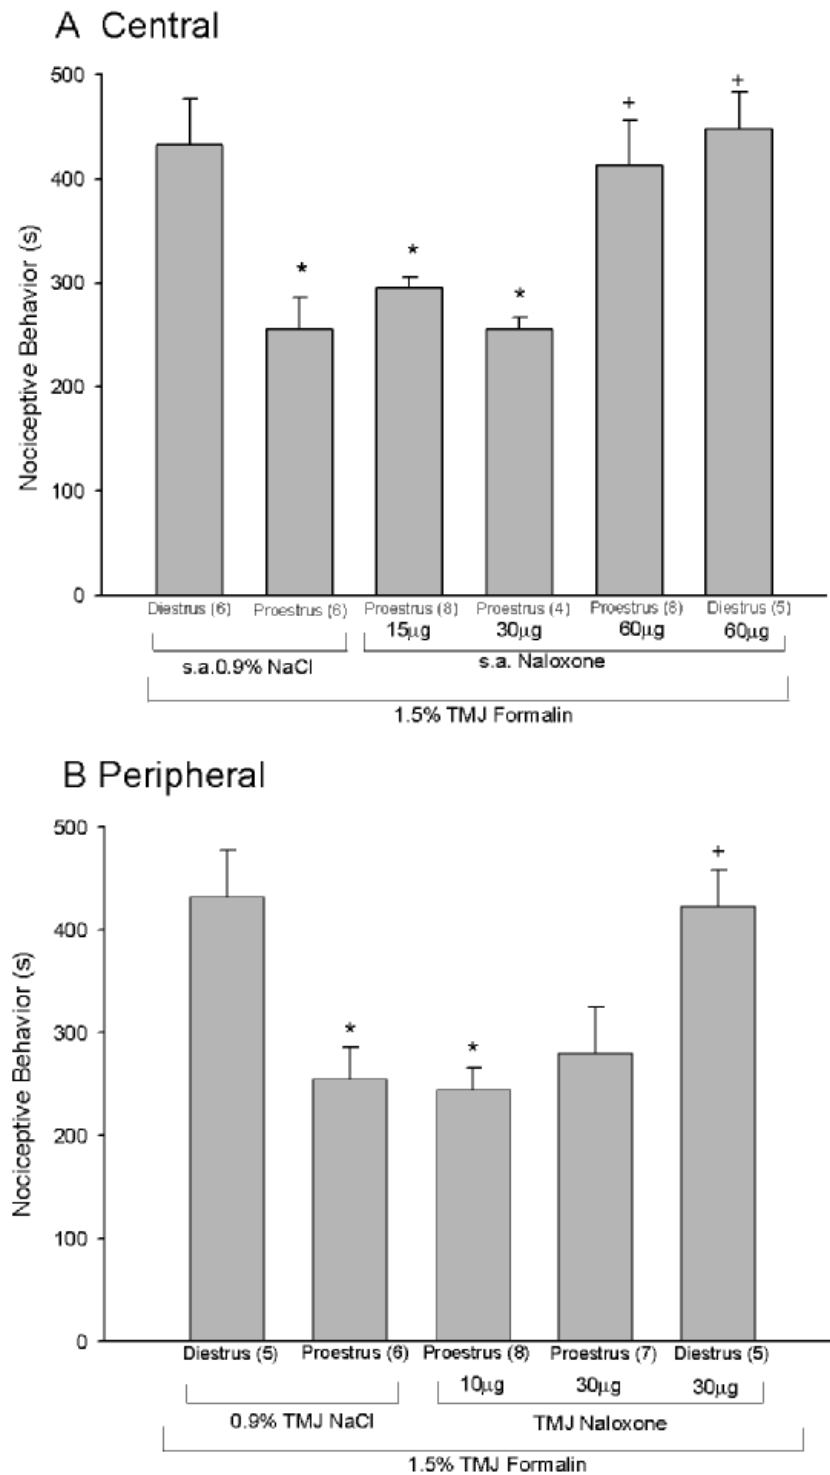 A Central
Nociceptive Behavior (s)
500
400
300
200
100
0
+
+
*
*
*
Diestrus (6) Proestrus (6) Proestrus (8) Proestrus (4) Proestrus (8) Diestrus (5)
15µg 30µg 60µg 60µg
s.a.0.9% NaCl s.a. Naloxone
1.5% TMJ Formalin
B Peripheral
Nociceptive Behavior (s)
500
400
300
200
100
0
+
*
*
Diestrus (5) Proestrus (6) Proestrus (8) Proestrus (7) Diestrus (5)
10µg 30µg 30µg
0.9% TMJ NaCl TMJ Naloxone
1.5% TMJ Formalin